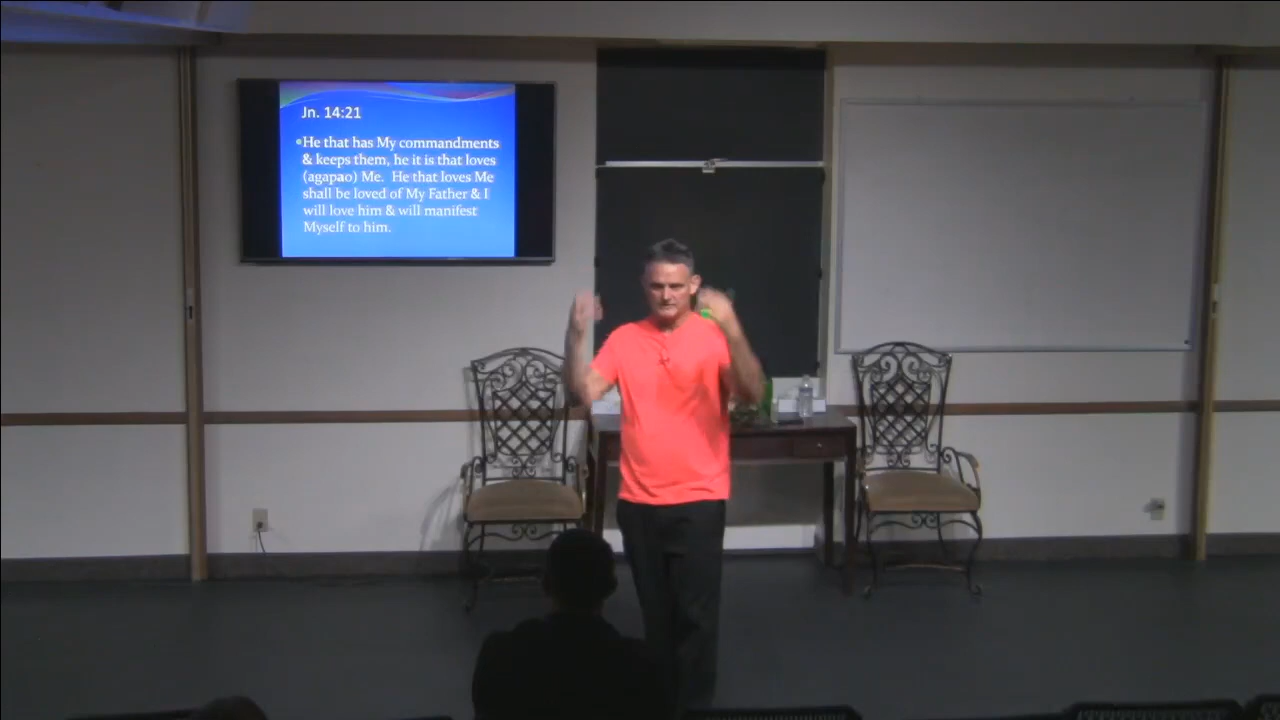 Jn. 14:21
He that has My commandments
& keeps them, he it is that loves
(agapao) Me. He that loves Me
shall be loved of My Father & I
will love him & will manifest
Myself to him.